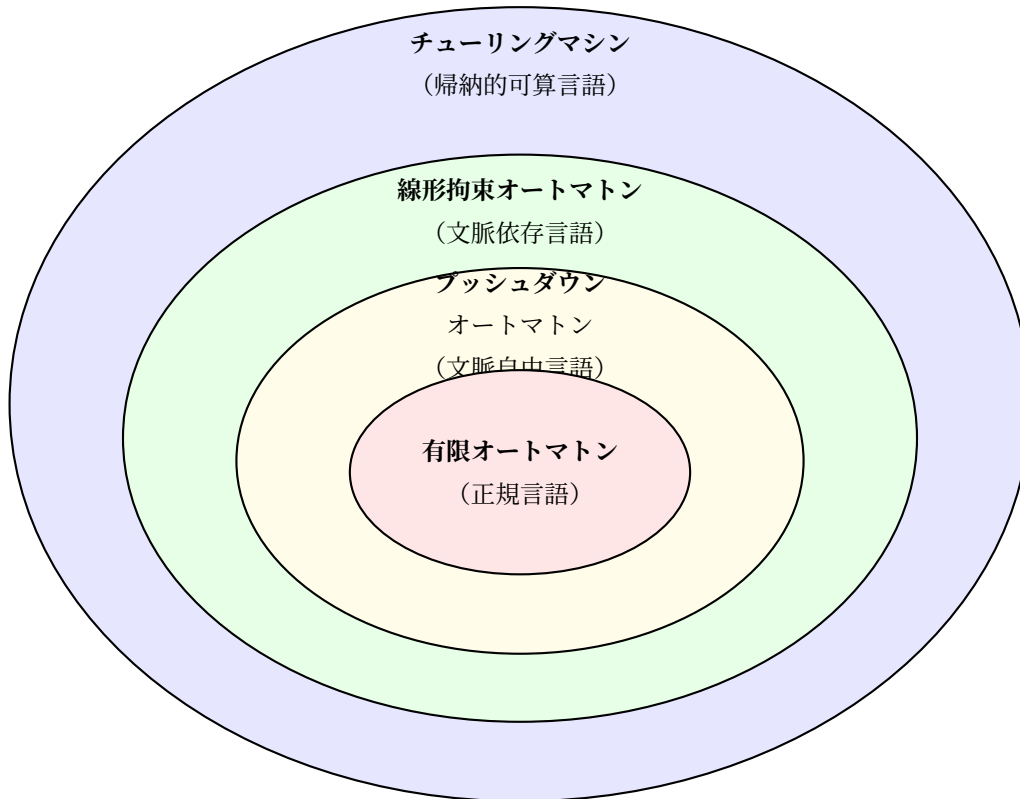 チューリングマシン
（帰納的可算言語）
線形拘束オートマトン
（文脈依存言語）
プッシュダウン
オートマトン
（文脈自由言語）
有限オートマトン
（正規言語）